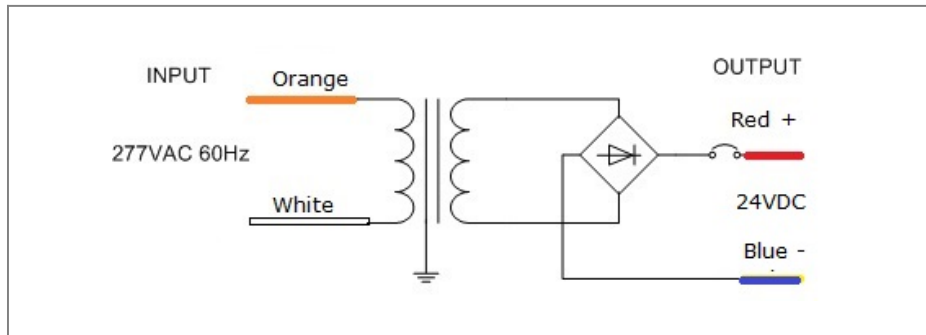 INPUT
Orange
277VAC 60Hz
White
OUTPUT
Red +
24VDC
Blue -